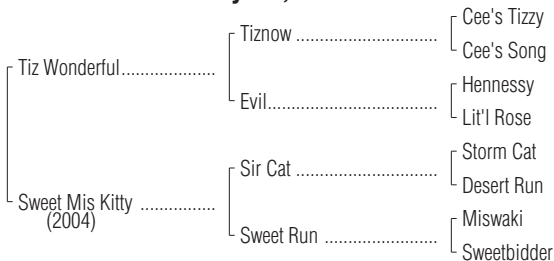 Cee's Tizzy
Tiznow ..........................................
Cee's Song
Tiz Wonderful...................
Hennessy
Evil..................................................
Lit'l Rose
Storm Cat
Sir Cat ..........................................
Desert Run
Sweet Mis Kitty ...............
(2004)
Miswaki
Sweet Run .................................
Sweetbidder